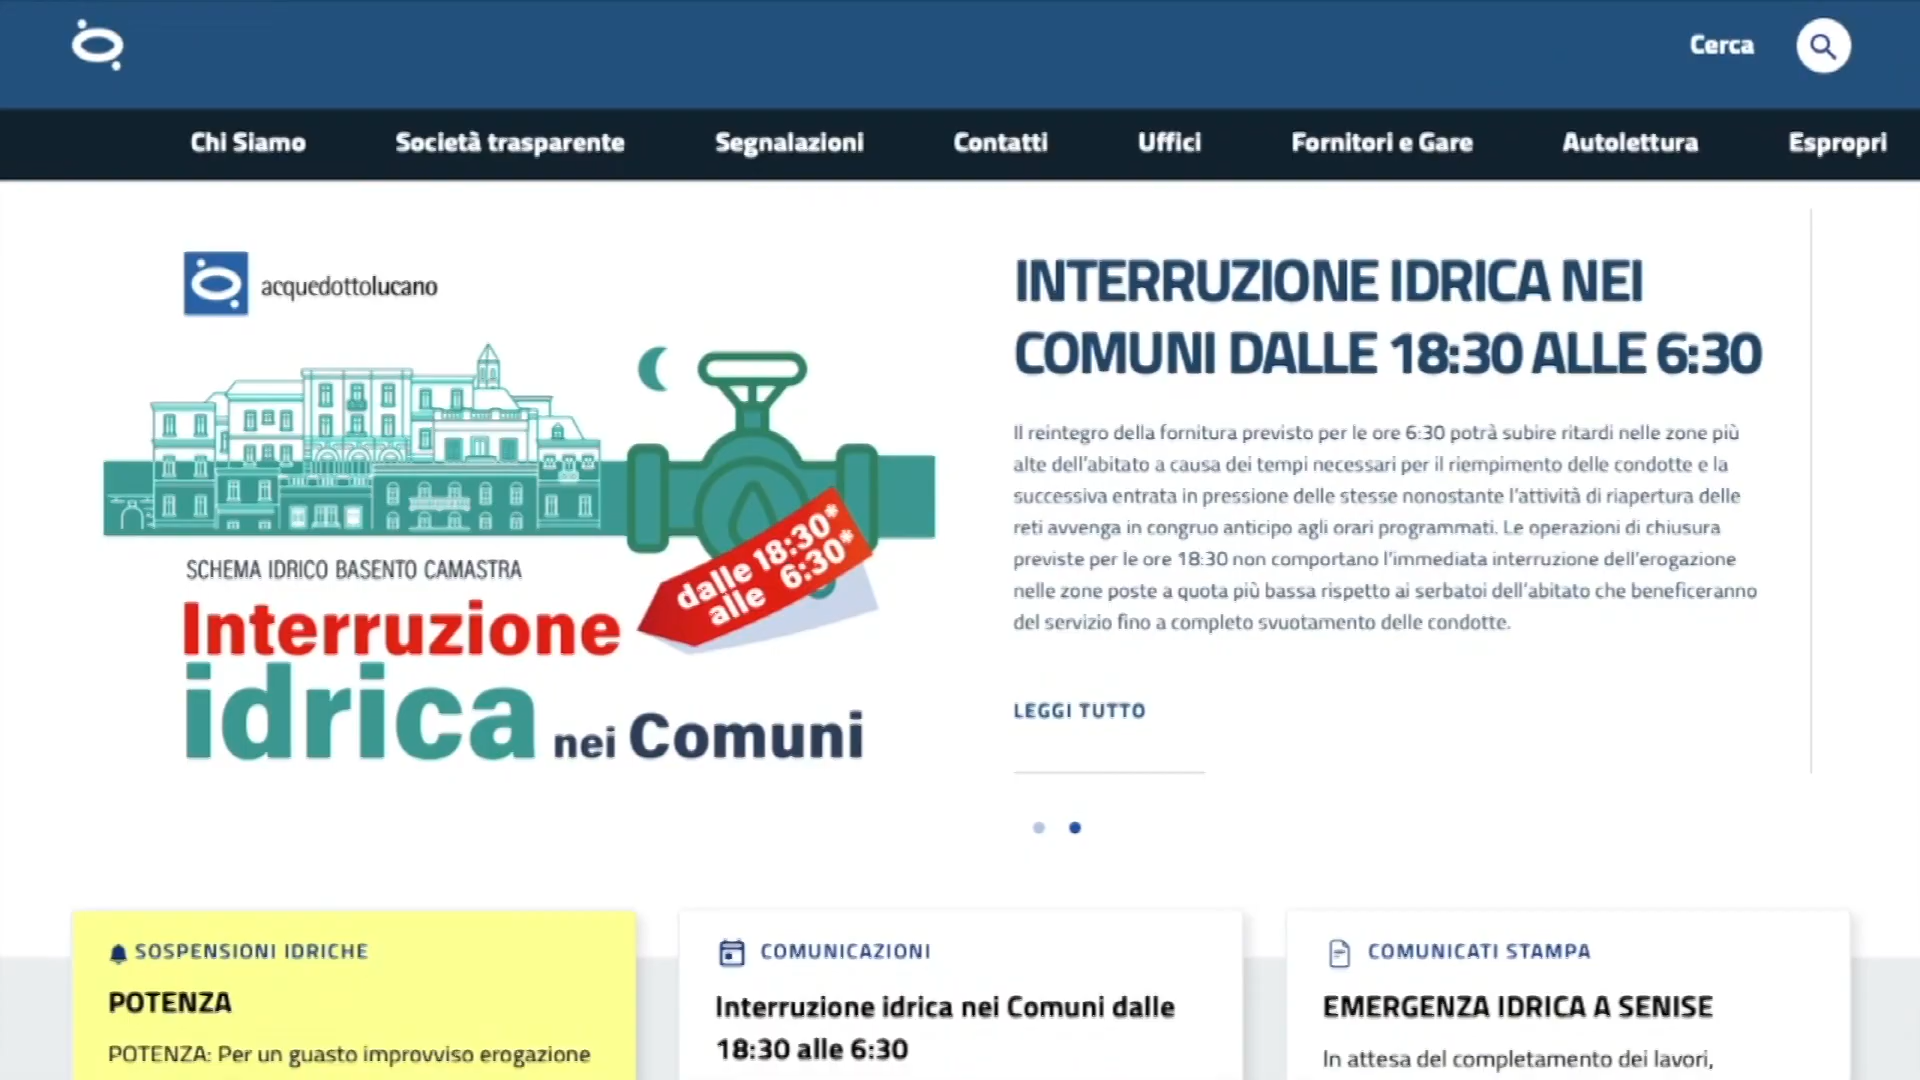 Cerca
Chi Siamo
Società trasparente
Segnalazioni
Contatti
Uffici
Fornitori e Gare
Autolettura
Espropri
acquedottolucano
dalle 18:30*
alle 6:30*
SCHEMA IDRICO BASENTO CAMASTRA
Interruzione
idrica nei Comuni
INTERRUZIONE IDRICA NEI
COMUNI DALLE 18:30 ALLE 6:30
Il reintegro della fornitura previsto per le ore 6:30 potrà subire ritardi nelle zone più
alte dell'abitato a causa dei tempi necessari per il riempimento delle condotte e la
successiva entrata in pressione delle stesse nonostante l'attività di riapertura delle
reti avvenga in congruo anticipo agli orari programmati. Le operazioni di chiusura
previste per le ore 18:30 non comportano l'immediata interruzione dell'erogazione
nelle zone poste a quota più bassa rispetto ai serbatoi dell'abitato che beneficeranno
del servizio fino a completo svuotamento delle condotte.
LEGGI TUTTO
SOSPENSIONI IDRICHE
POTENZA
POTENZA: Per un guasto improvviso erogazione
COMUNICAZIONI
Interruzione idrica nei Comuni dalle
18:30 alle 6:30
COMUNICATI STAMPA
EMERGENZA IDRICA A SENISE
In attesa del completamento dei lavori,